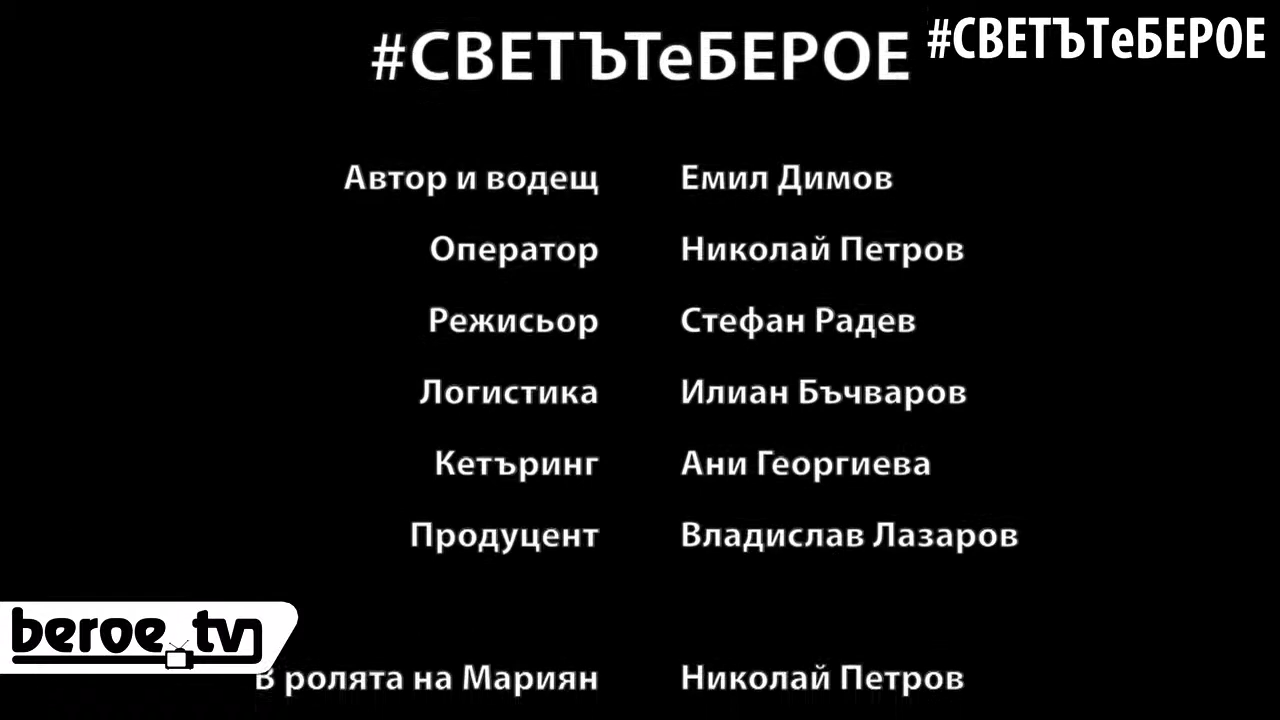 #СВЕТЪТеБЕРОЕ
#СВЕТЪТеБЕРОЕ
Автор и водещ Емил Димов
Оператор Николай Петров
Режисьор Стефан Радев
Логистика Илиан Бъчваров
Кетъринг Ани Георгиева
Продуцент Владислав Лазаров
beroe.tv
В ролята на Мариян Николай Петров